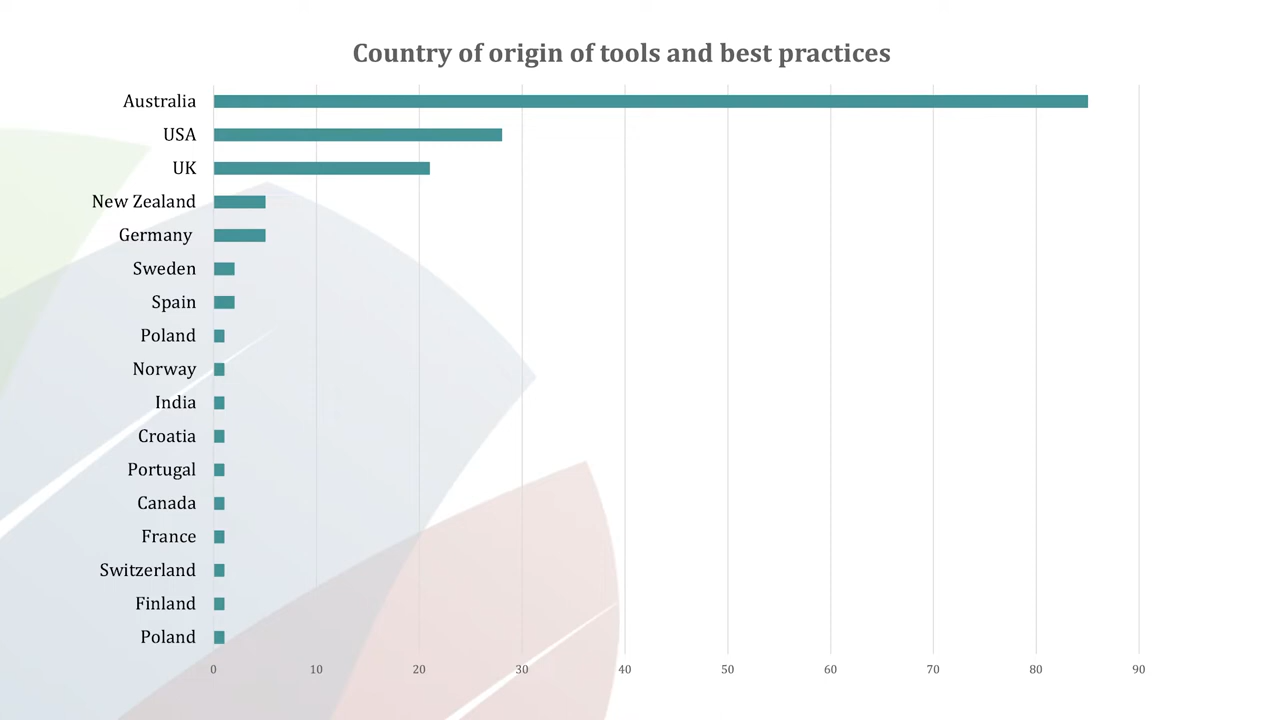 Country of origin of tools and best practices
Australia
USA
UK
New Zealand
Germany
Sweden
Spain
Poland
Norway
India
Croatia
Portugal
Canada
France
Switzerland
Finland
Poland
0 10 20 30 40 50 60 70 80 90